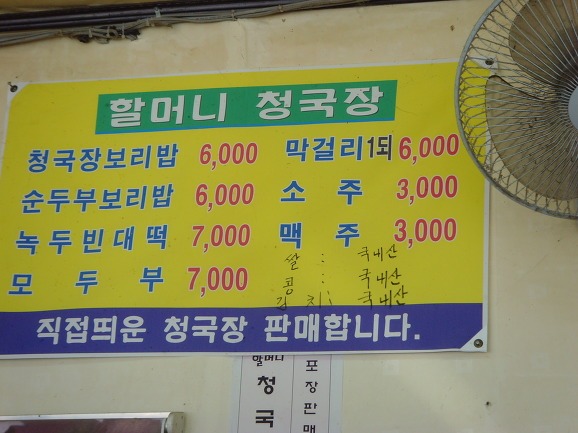 할머니 청국장
청국장보리밥 6,000
순두부보리밥 6,000
녹두빈대떡 7,000
모두부 7,000
막걸리1되 6,000
소주 3,000
맥주 3,000
쌀 : 국내산
콩 : 국내산
김치 : 국내산
직접띄운 청국장 판매합니다.
할머니
청국
포장판매